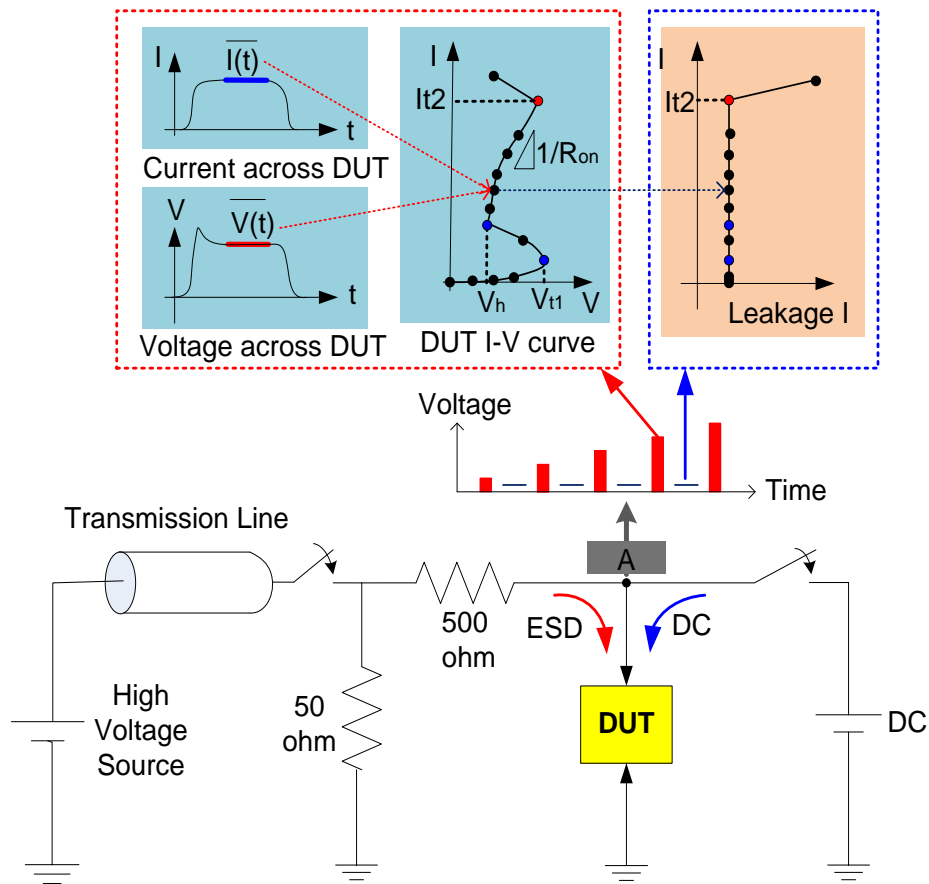 I
I(t)
t
Current across DUT
V
V(t)
t
Voltage across DUT
I
It2
1/Ron
Vh
Vt1
V
DUT I-V curve
I
It2
Leakage I
Voltage
Time
Transmission Line
A
500
ohm
ESD
DC
50
ohm
High
Voltage
Source
DUT
DC